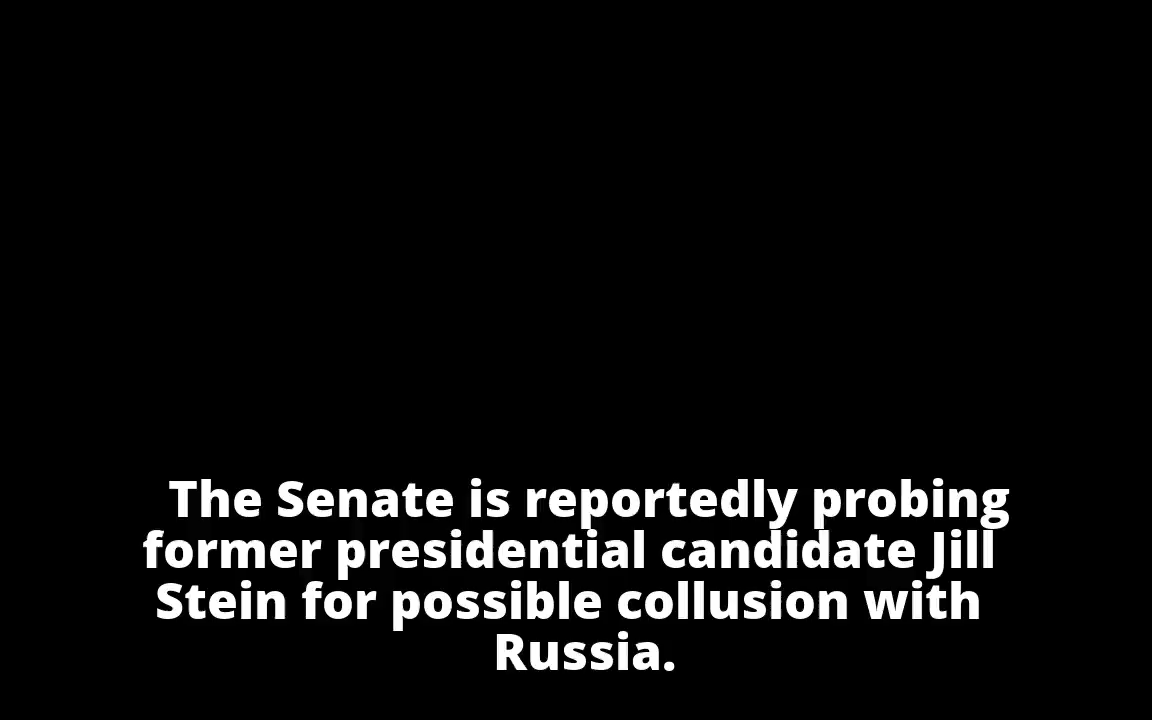 The Senate is reportedly probing
former presidential candidate Jill
Stein for possible collusion with
Russia.